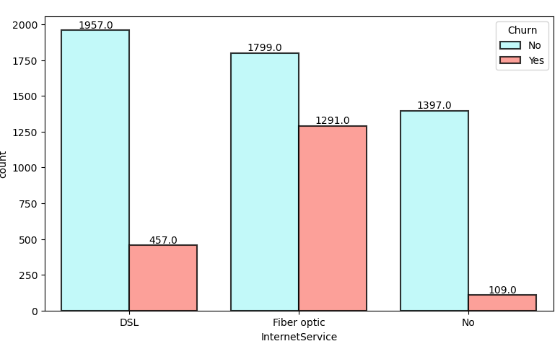 2000
1750
1500
1250
1000
750
500
250
0
count
1957.0
457.0
1799.0
1291.0
1397.0
109.0
Churn
No
Yes
DSL
Fiber optic
No
InternetService